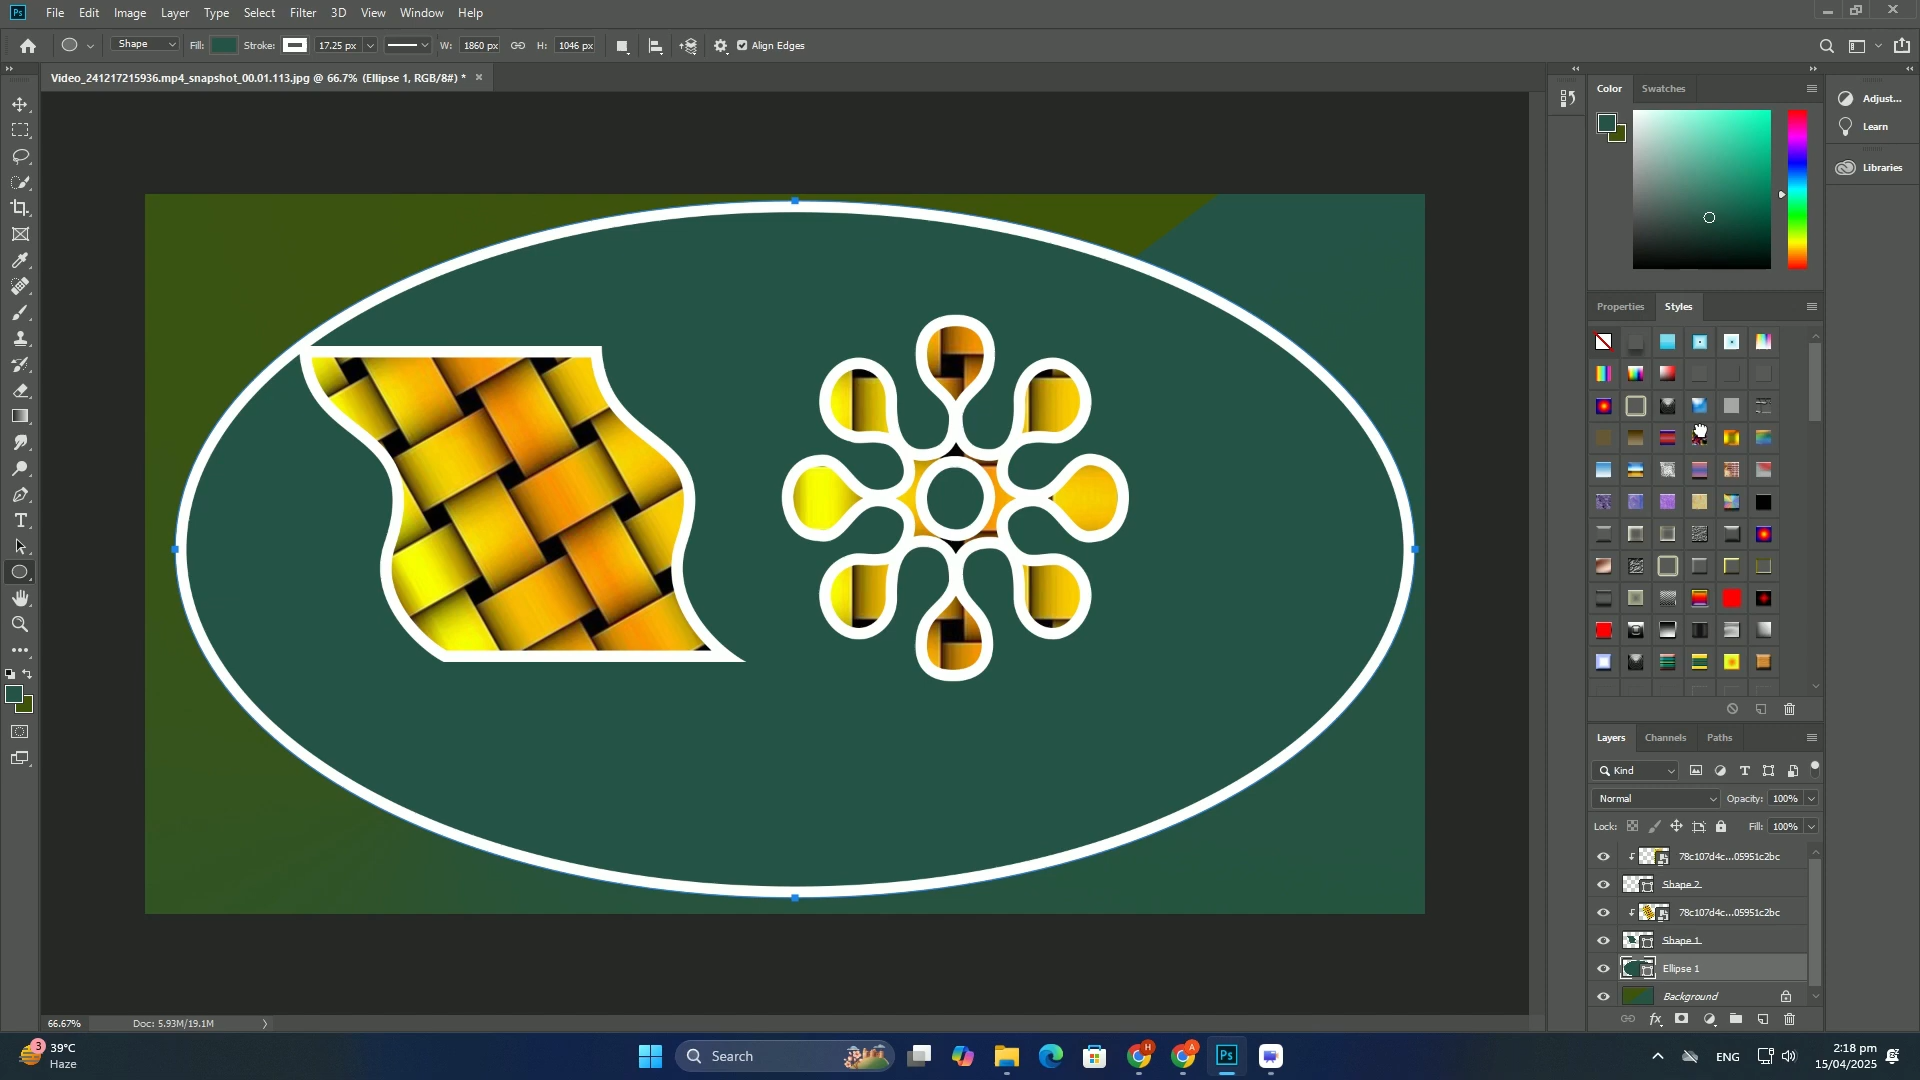 Ps File Edit Image Layer Type Select Filter 3D View Window Help
Shape Fill: Stroke: 17.25 px W: 1860 px H: 1046 px Align Edges
Video_241217215936.mp4_snapshot_00.01.113.jpg @ 66.7% (Ellipse 1, RGB/8#) * ×
Color Swatches
Adjust...
Learn
Libraries
Properties Styles
T
Layers Channels Paths
Kind T
Normal Opacity: 100%
Lock: Fill: 100%
78c107d4c...05951c2bc
Shape 2
78c107d4c...05951c2bc
Shape 1
Ellipse 1
Background
fx
66.67% Doc: 5.93M/19.1M
3 39°C
Haze
Search
H A Ps
ENG
2:18 pm
15/04/2025